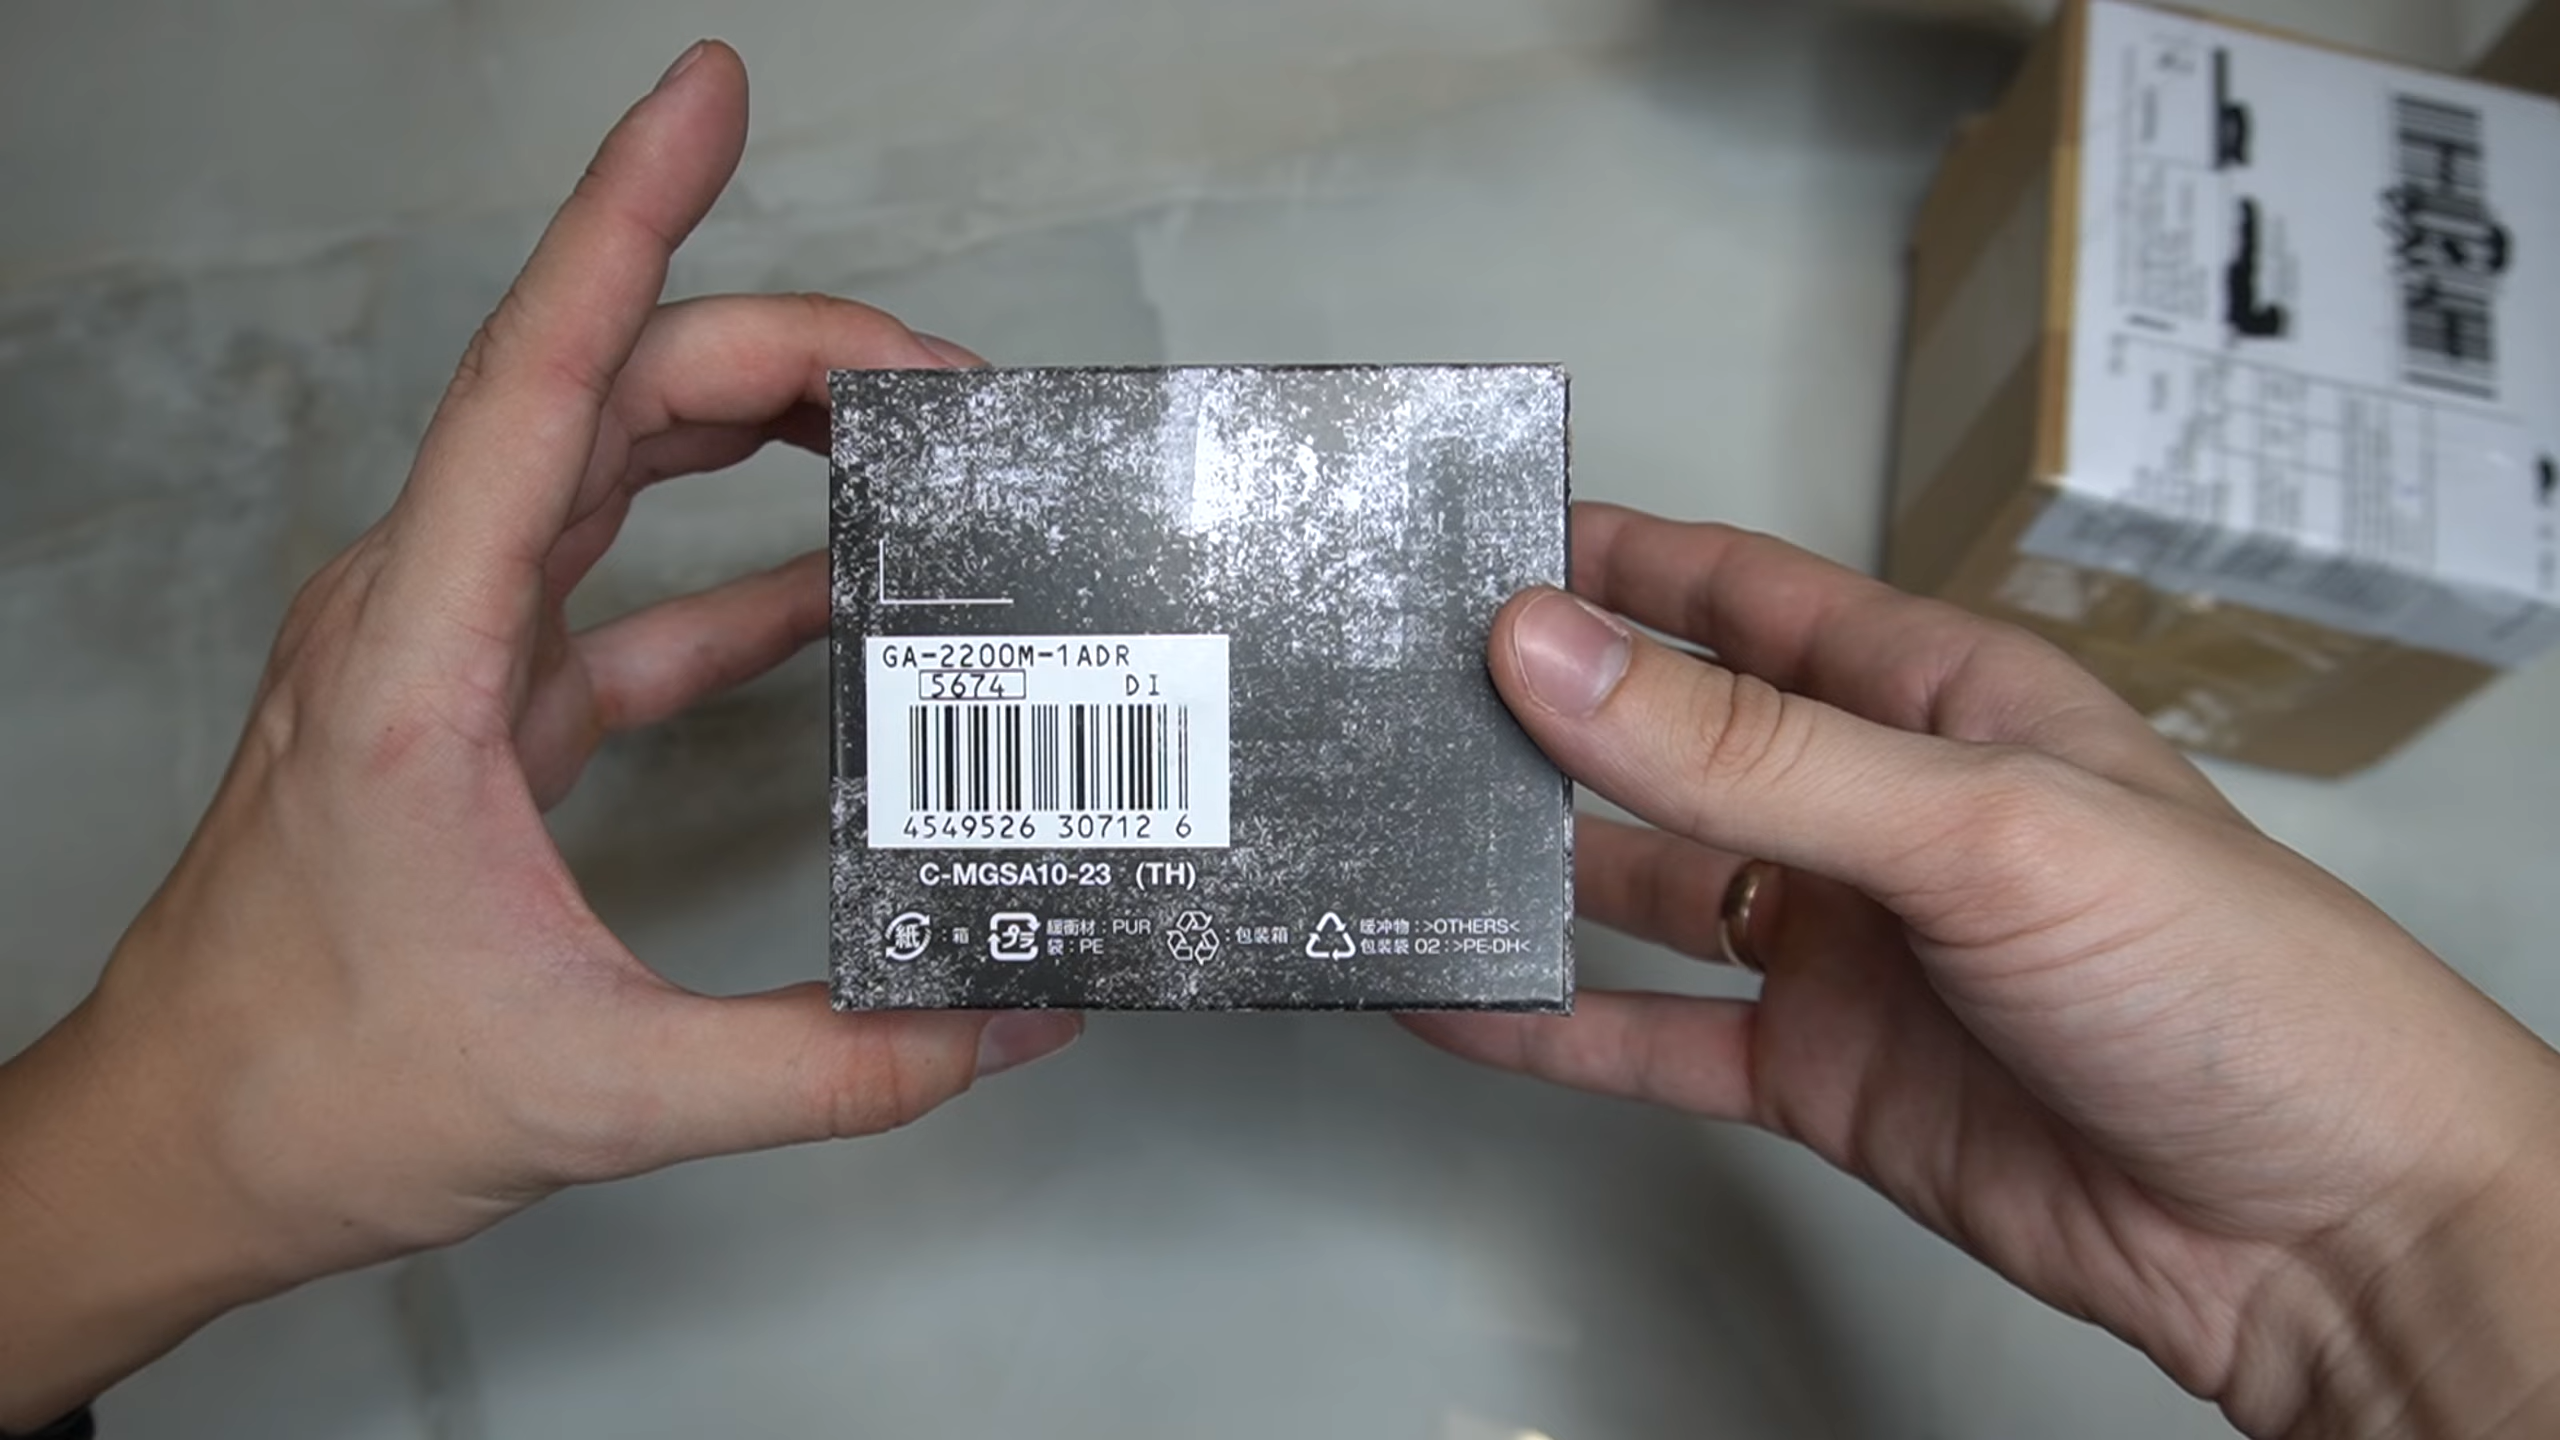 GA-2200M-1ADR
5674 DI
4549526 30712 6
C-MGSA10-23 (TH)
紙 : 箱
プラ 緩衝材 : PUR
袋 : PE
: 包装箱
缓冲物 : >OTHERS<
包装袋 02 : >PE-DH<